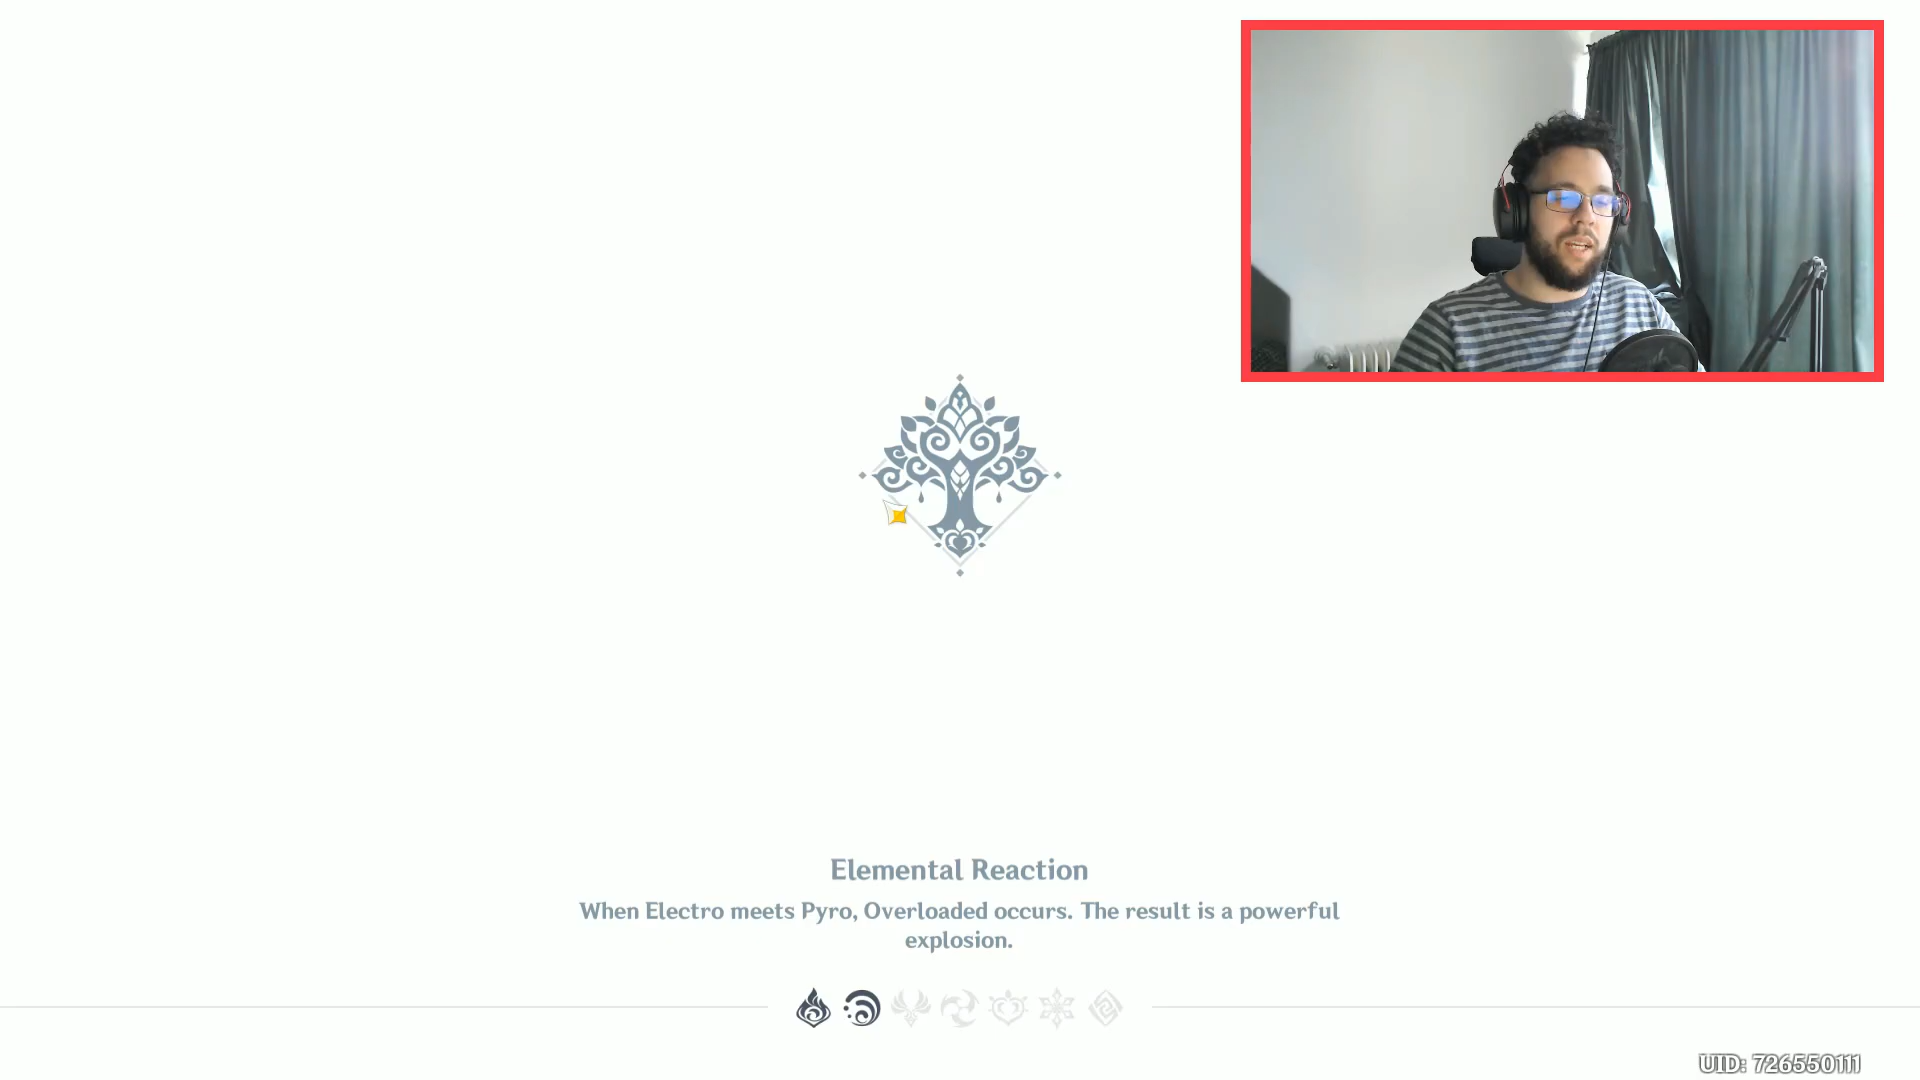 Elemental Reaction
When Electro meets Pyro, Overloaded occurs. The result is a powerful
explosion.
UID: 726550111